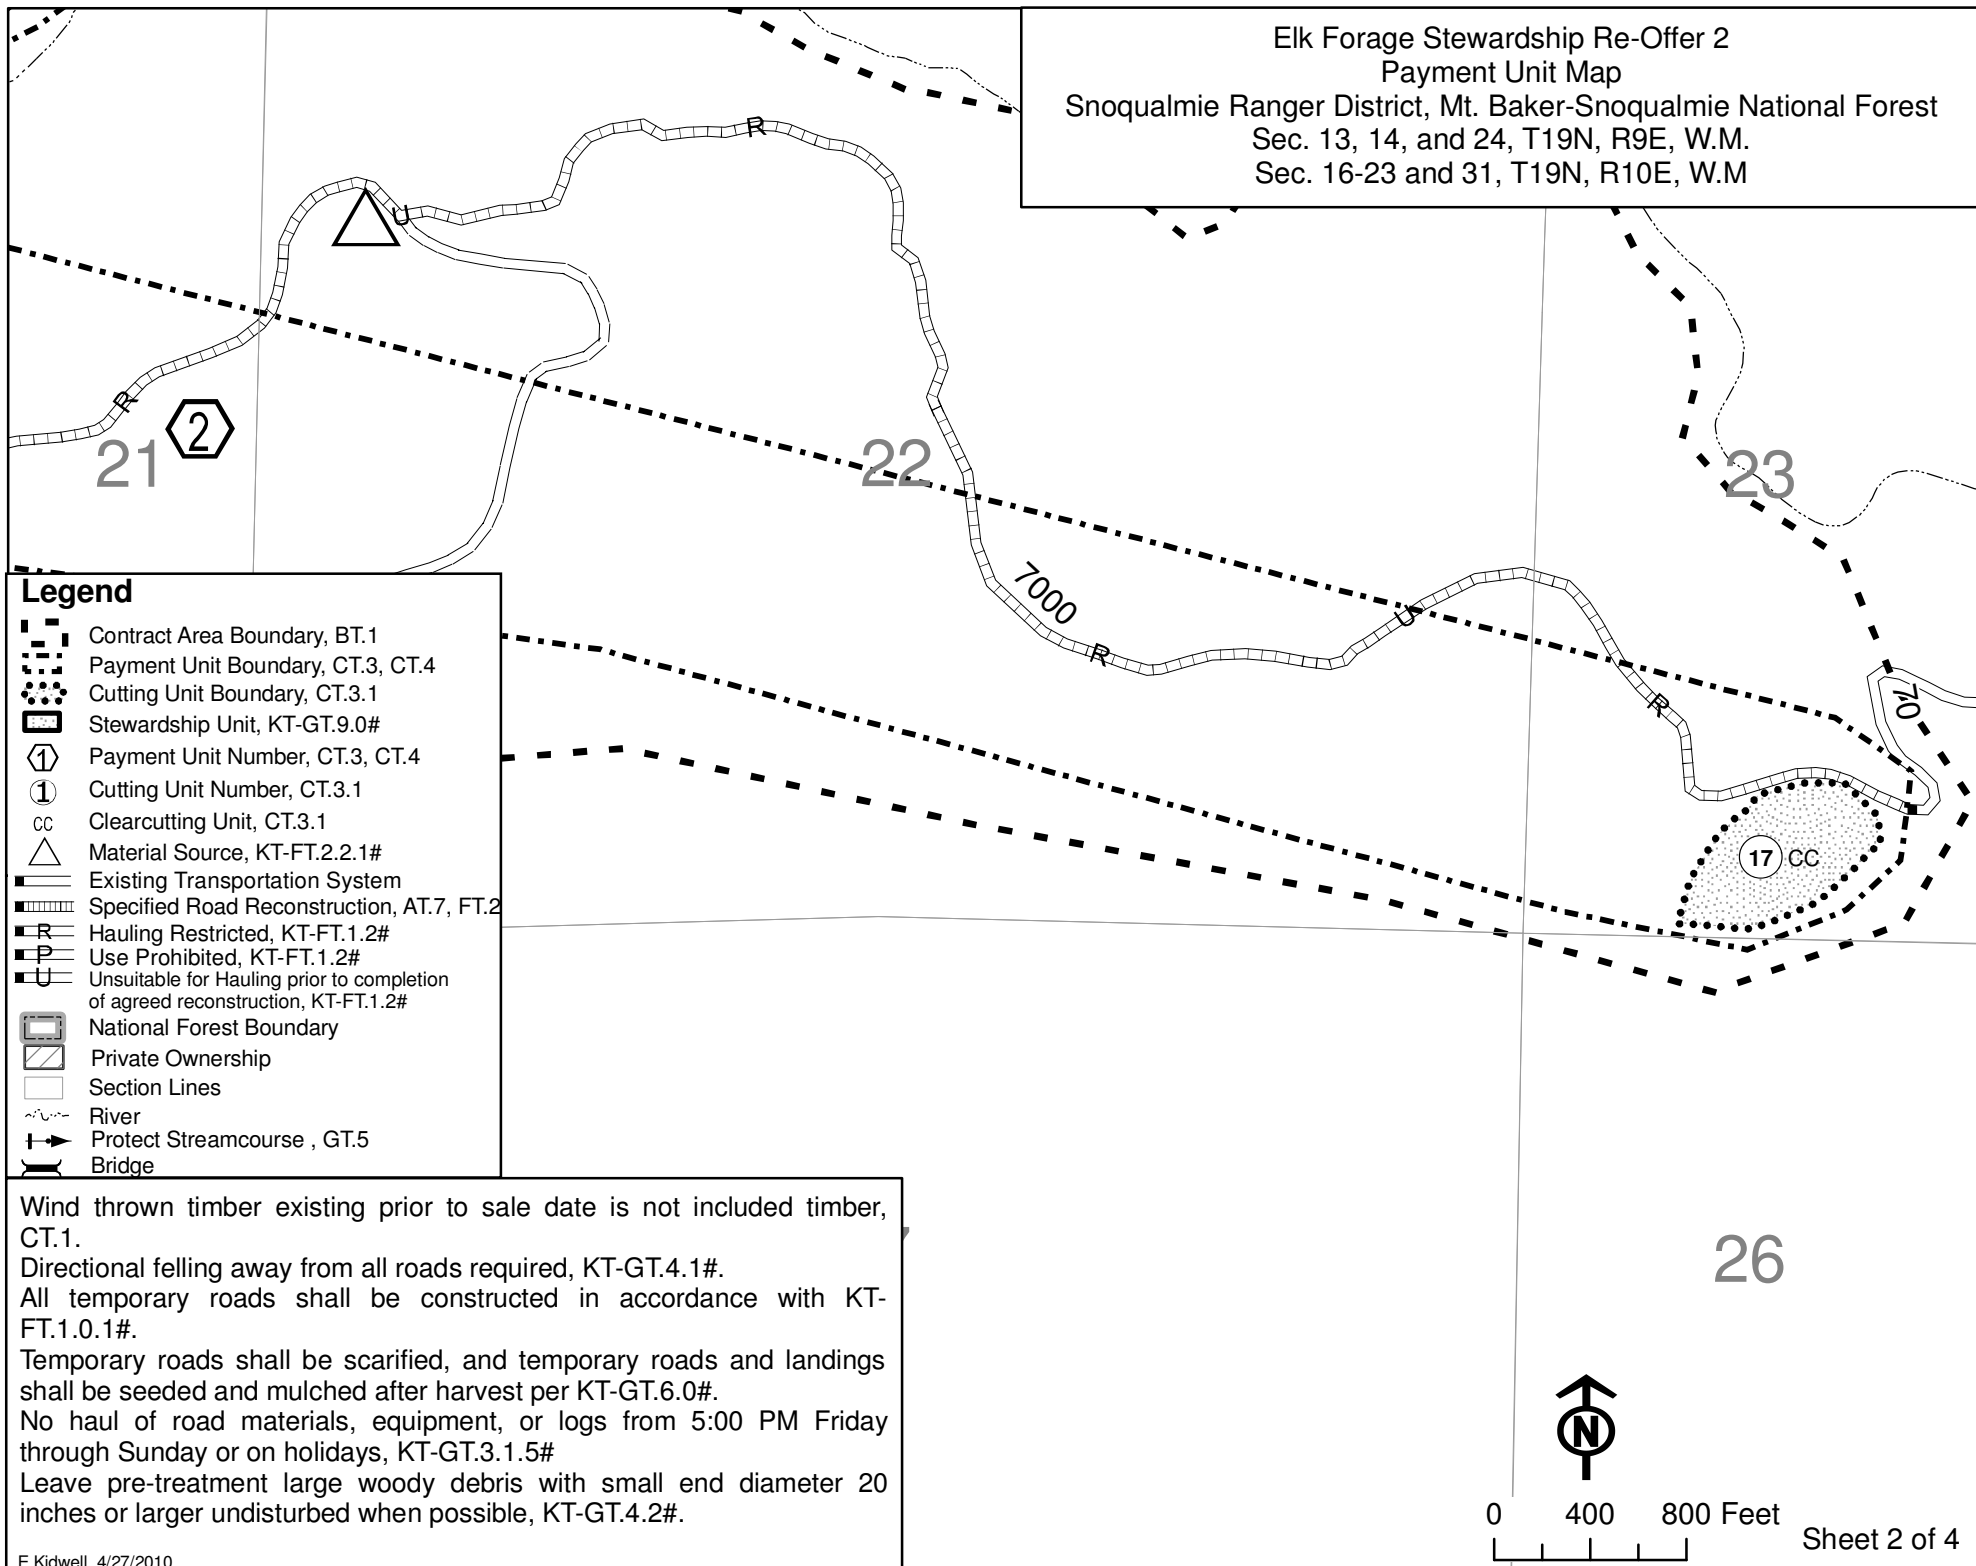 Elk Forage Stewardship Re-Offer 2
Payment Unit Map
Snoqualmie Ranger District, Mt. Baker-Snoqualmie National Forest
Sec. 13, 14, and 24, T19N, R9E, W.M.
Sec. 16-23 and 31, T19N, R10E, W.M
R
U
R
2
21
22
23
7000
R
U
R
70
17 CC
Legend
Contract Area Boundary, BT.1
Payment Unit Boundary, CT.3, CT.4
Cutting Unit Boundary, CT.3.1
Stewardship Unit, KT-GT.9.0#
1 Payment Unit Number, CT.3, CT.4
1 Cutting Unit Number, CT.3.1
CC Clearcutting Unit, CT.3.1
Material Source, KT-FT.2.2.1#
Existing Transportation System
Specified Road Reconstruction, AT.7, FT.2
R Hauling Restricted, KT-FT.1.2#
P Use Prohibited, KT-FT.1.2#
U Unsuitable for Hauling prior to completion
of agreed reconstruction, KT-FT.1.2#
National Forest Boundary
Private Ownership
Section Lines
River
Protect Streamcourse , GT.5
Bridge
Wind thrown timber existing prior to sale date is not included timber,
CT.1.
Directional felling away from all roads required, KT-GT.4.1#.
All temporary roads shall be constructed in accordance with KT-
FT.1.0.1#.
Temporary roads shall be scarified, and temporary roads and landings
shall be seeded and mulched after harvest per KT-GT.6.0#.
No haul of road materials, equipment, or logs from 5:00 PM Friday
through Sunday or on holidays, KT-GT.3.1.5#
Leave pre-treatment large woody debris with small end diameter 20
inches or larger undisturbed when possible, KT-GT.4.2#.
E Kidwell, 4/27/2010
26
N
0 400 800 Feet
Sheet 2 of 4